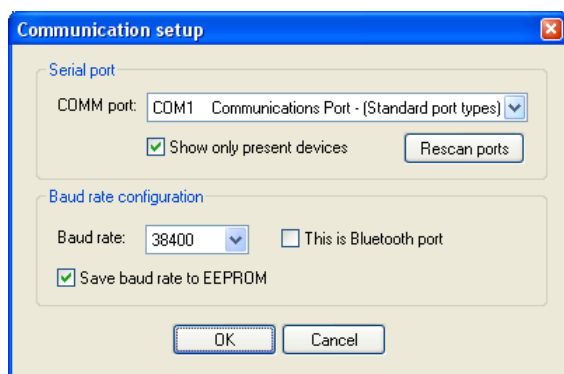 Communication setup
Serial port
COMM port: COM1 Communications Port - (Standard port types)
Show only present devices Rescan ports
Baud rate configuration
Baud rate: 38400 This is Bluetooth port
Save baud rate to EEPROM
OK Cancel